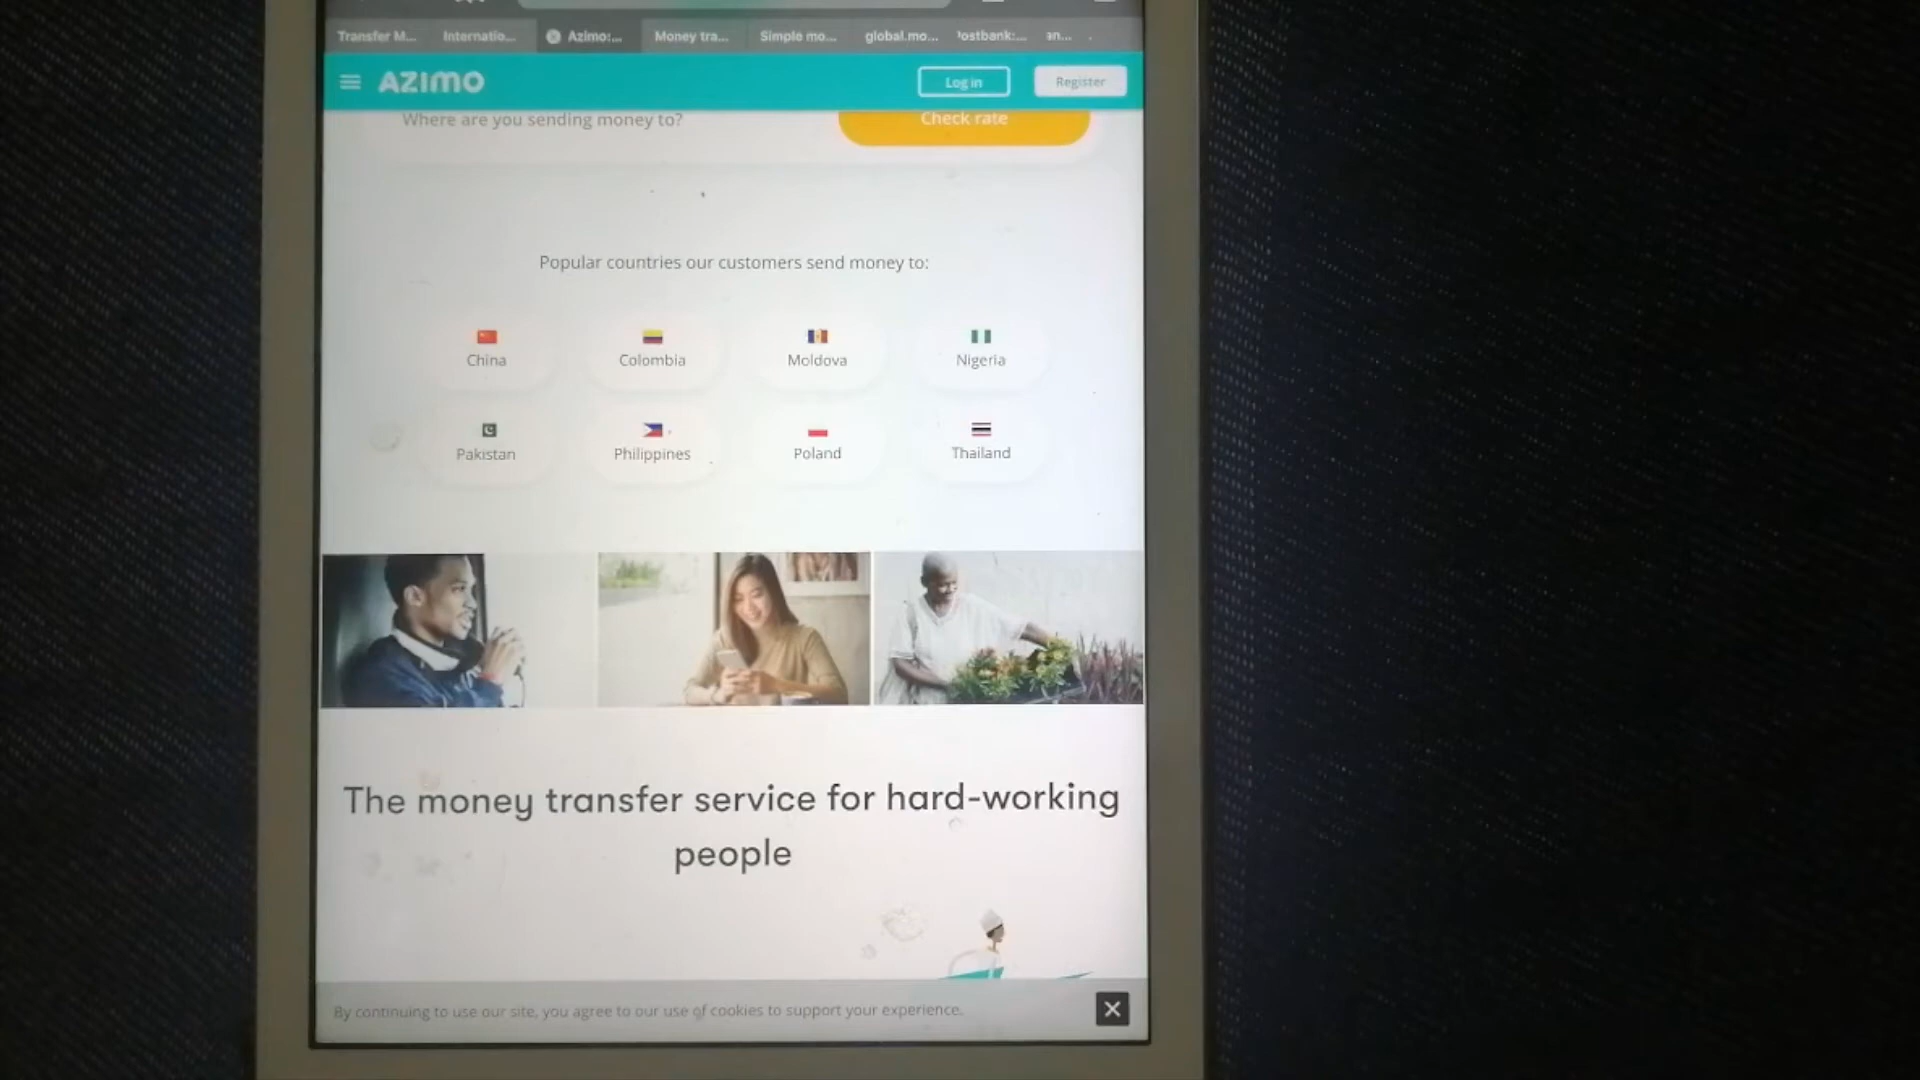 Transfer M...
Internatio...
Azimo:...
Money tra...
Simple mo...
global.mo...
ostbank:...
an...
AZIMO
Log in
Register
Where are you sending money to?
Check rate
Popular countries our customers send money to:
China
Colombia
Moldova
Nigeria
Pakistan
Philippines
Poland
Thailand
The money transfer service for hard-working
people
By continuing to use our site, you agree to our use of cookies to support your experience.